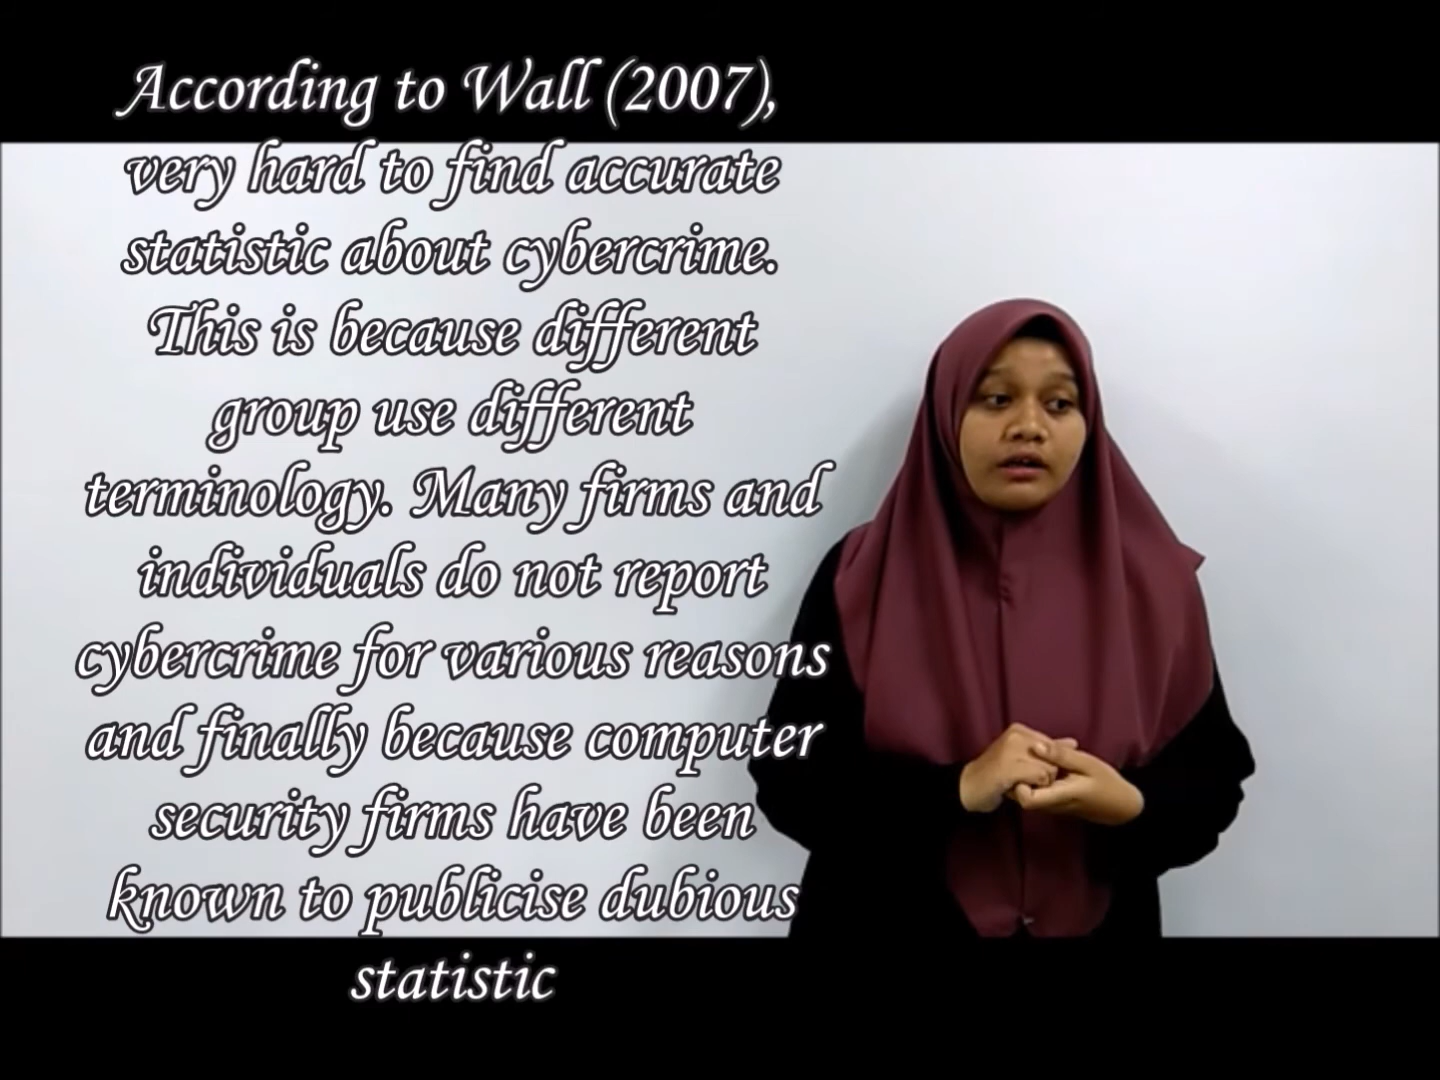 According to Wall (2007),
very hard to find accurate
statistic about cybercrime.
This is because different
group use different
terminology. Many firms and
individuals do not report
cybercrime for various reasons
and finally because computer
security firms have been
known to publicise dubious
statistic